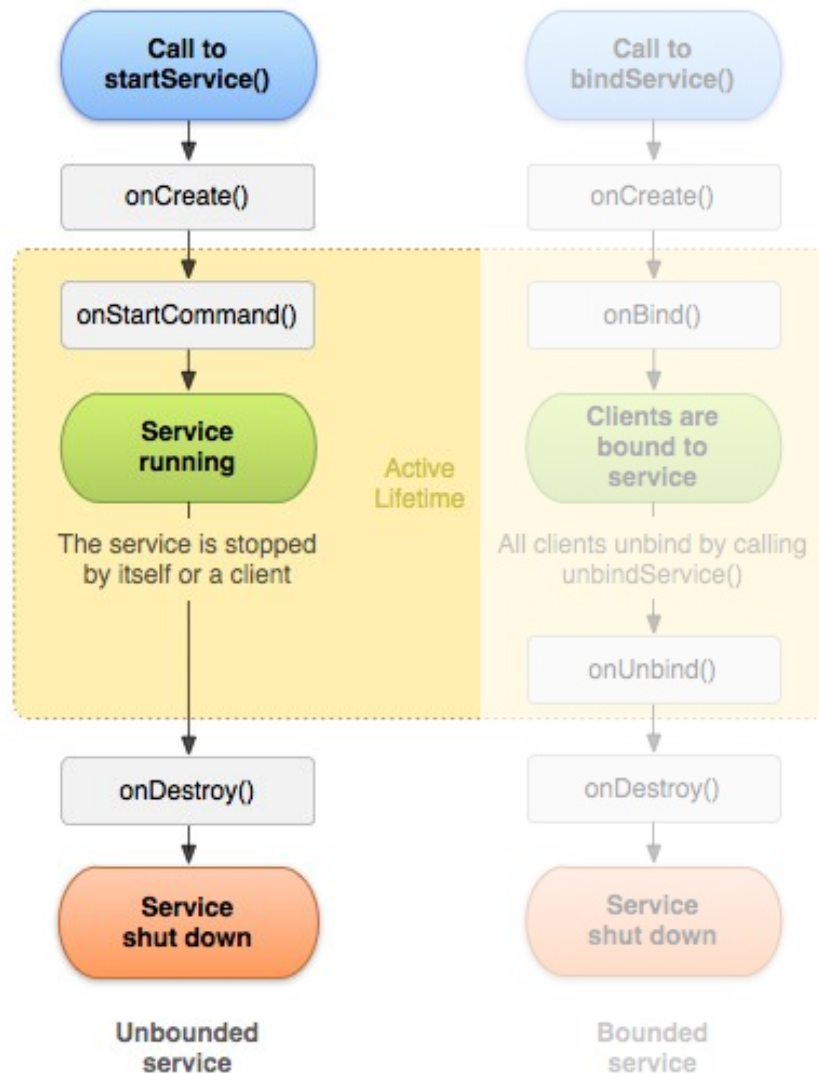 Call to
startService()
onCreate()
onStartCommand()
Service
running
The service is stopped
by itself or a client
onDestroy()
Service
shut down
Unbounded
service
Active
Lifetime
Call to
bindService()
onCreate()
onBind()
Clients are
bound to
service
All clients unbind by calling
unbindService()
onUnbind()
onDestroy()
Service
shut down
Bounded
service